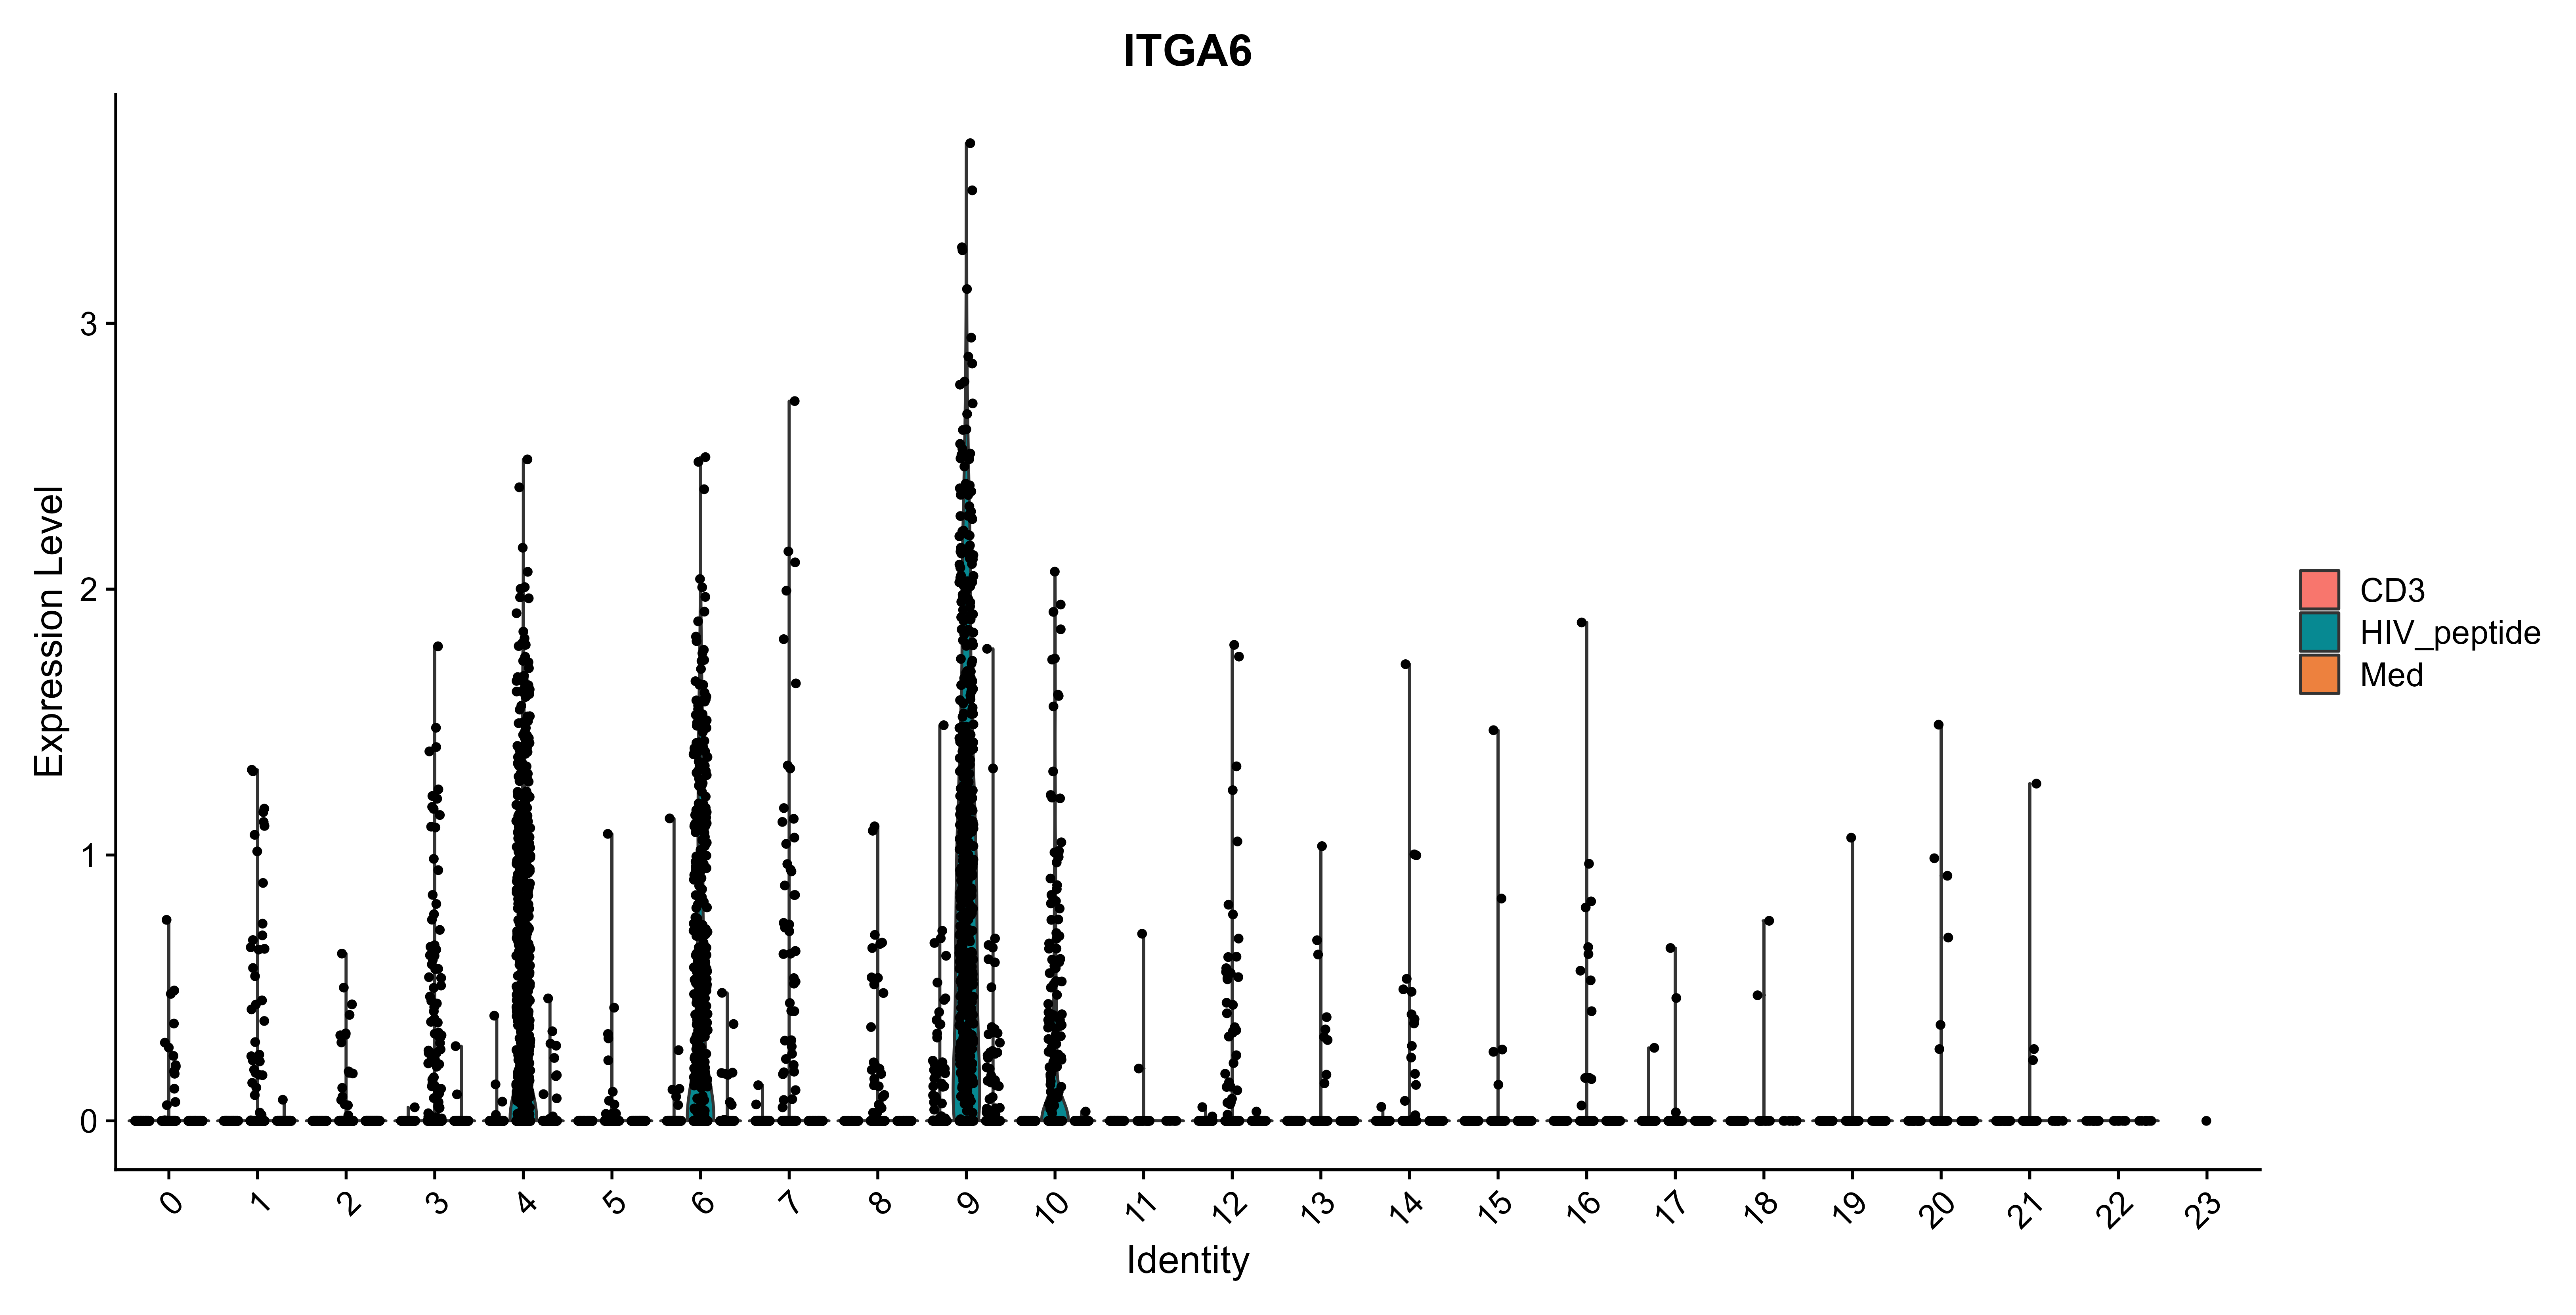 ITGA6
Expression Level
3
2
1
0
0 1 2 3 4 5 6 7 8 9 10 11 12 13 14 15 16 17 18 19 20 21 22 23
Identity
CD3
HIV_peptide
Med